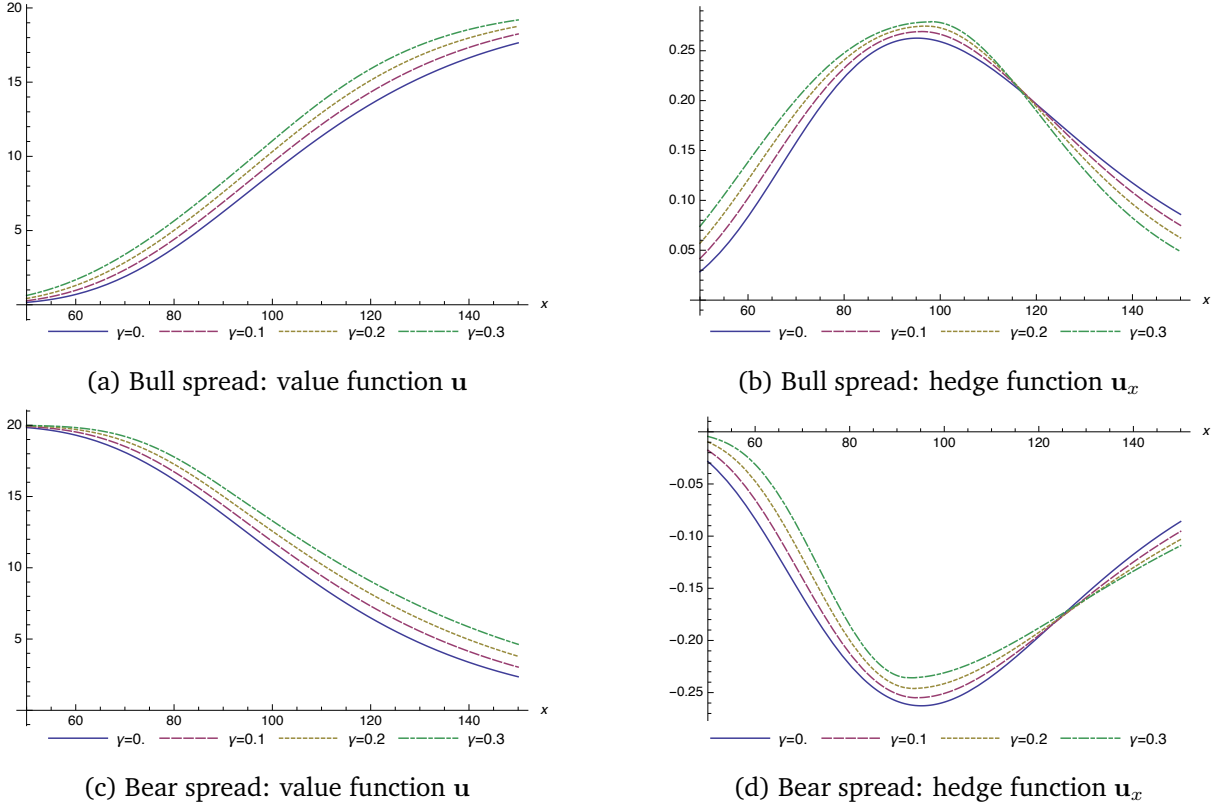 20
15
10
5
60 80 100 120 140 x
γ=0. γ=0.1 γ=0.2 γ=0.3
(a) Bull spread: value function u
0.25
0.20
0.15
0.10
0.05
60 80 100 120 140 x
γ=0. γ=0.1 γ=0.2 γ=0.3
(b) Bull spread: hedge function uₓ
20
15
10
5
60 80 100 120 140 x
γ=0. γ=0.1 γ=0.2 γ=0.3
(c) Bear spread: value function u
60 80 100 120 140 x
−0.05
−0.10
−0.15
−0.20
−0.25
γ=0. γ=0.1 γ=0.2 γ=0.3
(d) Bear spread: hedge function uₓ